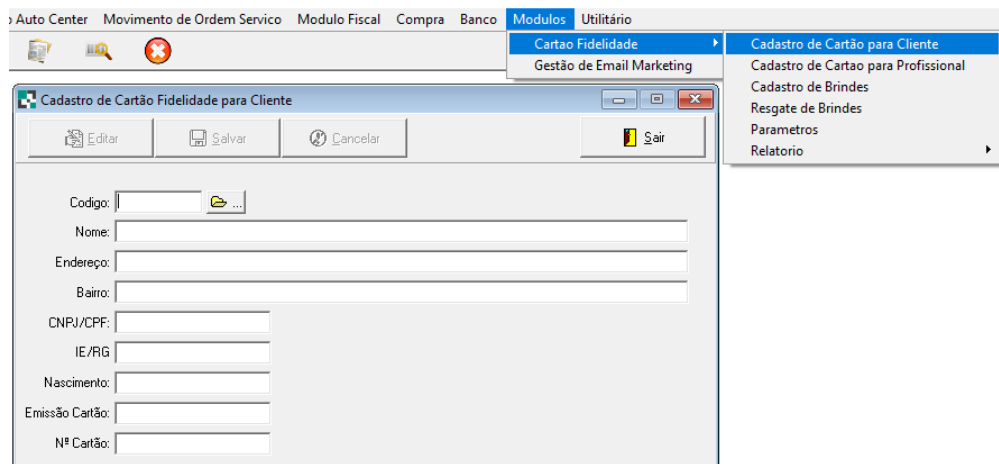 o Auto Center Movimento de Ordem Servico Modulo Fiscal Compra Banco Modulos Utilitário
Cartao Fidelidade
Gestão de Email Marketing
Cadastro de Cartão para Cliente
Cadastro de Cartao para Profissional
Cadastro de Brindes
Resgate de Brindes
Parametros
Relatorio
Cadastro de Cartão Fidelidade para Cliente
Editar Salvar Cancelar Sair
Codigo: ...
Nome:
Endereço:
Bairro:
CNPJ/CPF:
IE/RG
Nascimento:
Emissão Cartão:
Nº Cartão: